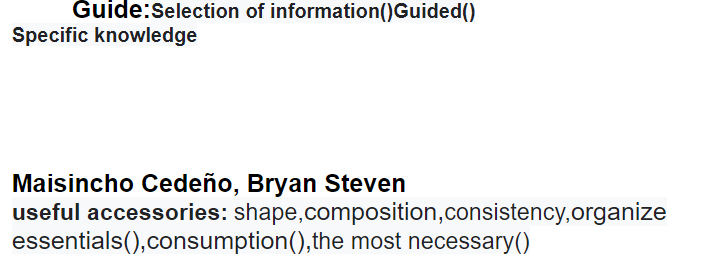 Guide:Selection of information()Guided()
Specific knowledge
Maisincho Cedeño, Bryan Steven
useful accessories: shape,composition,consistency,organize
essentials(),consumption(),the most necessary()